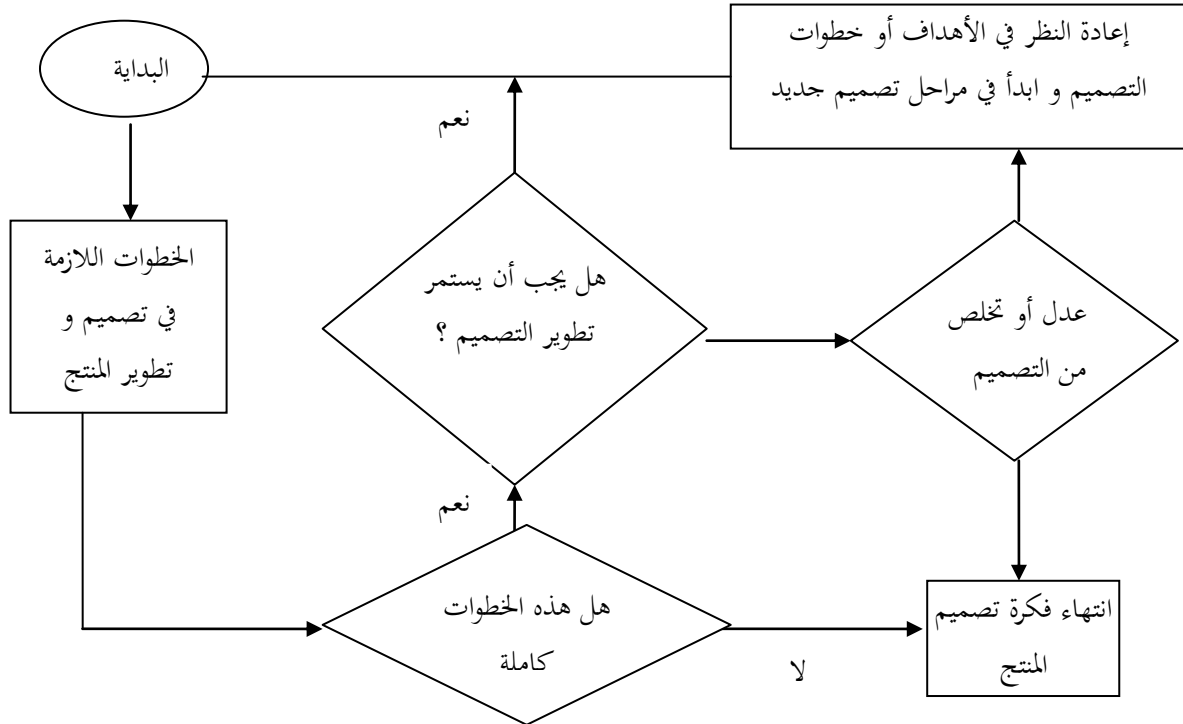 البداية
إعادة النظر في الأهداف أو خطوات
التصميم و ابدأ في مراحل تصميم جديد
نعم
الخطوات اللازمة
في تصميم و
تطوير المنتج
هل يجب أن يستمر
تطوير التصميم ؟
عدل أو تخلص
من التصميم
نعم
هل هذه الخطوات
كاملة
لا
انتهاء فكرة تصميم
المنتج